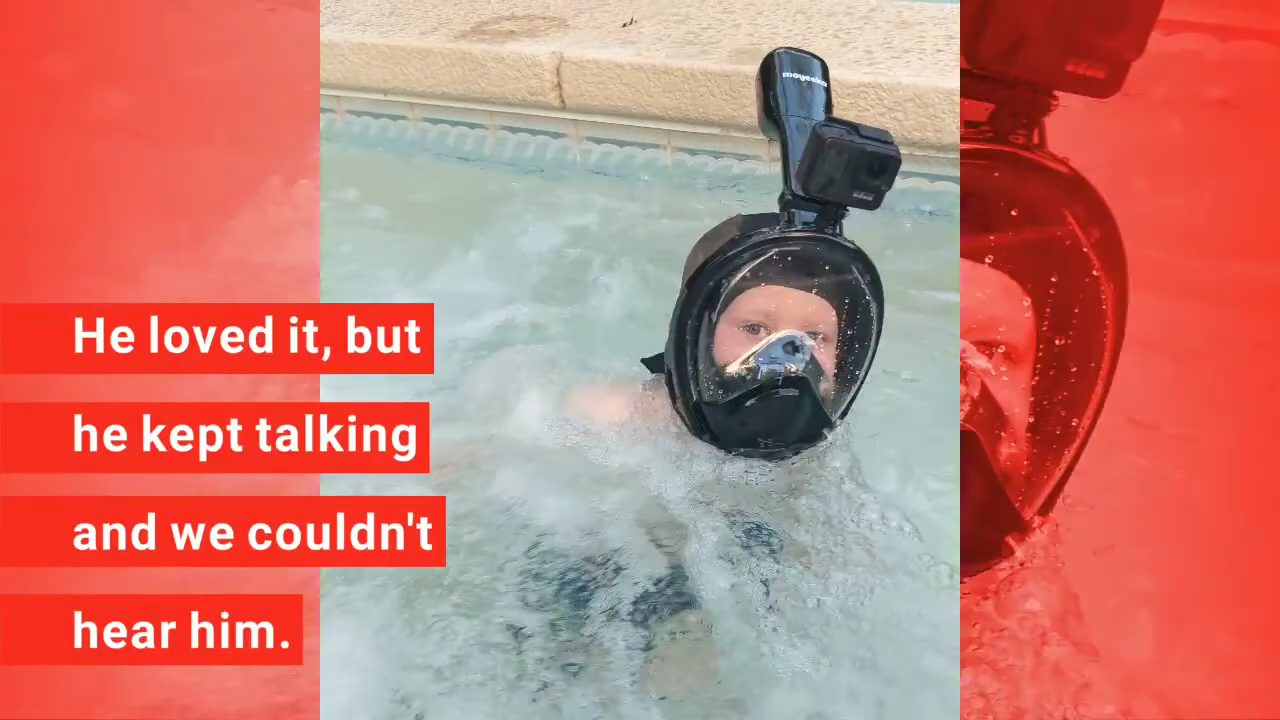 He loved it, but
he kept talking
and we couldn't
hear him.